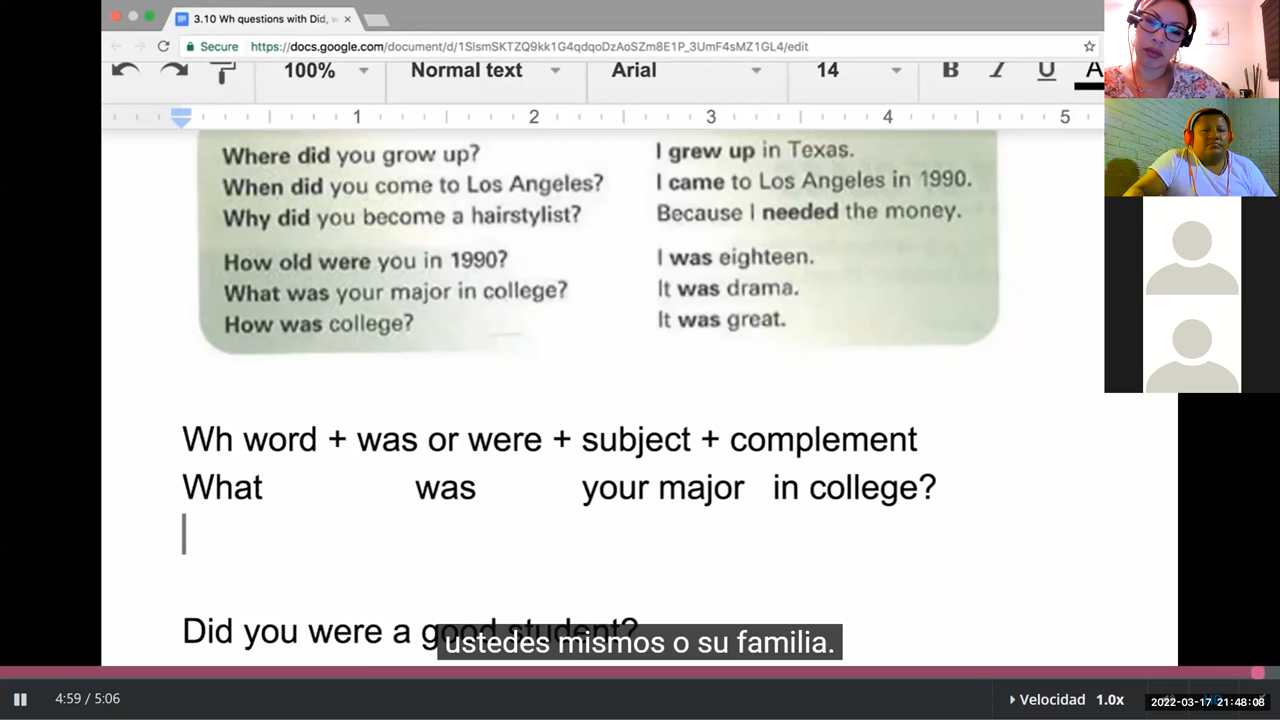 3.10 Wh questions with Did, w
Secure https://docs.google.com/document/d/1SlsmSKTZQ9kk1G4qdqoDzAoSZm8E1P_3UmF4sMZ1GL4/edit
100% Normal text Arial 14 B I U A
1 2 3 4 5
Where did you grow up? I grew up in Texas.
When did you come to Los Angeles? I came to Los Angeles in 1990.
Why did you become a hairstylist? Because I needed the money.
How old were you in 1990? I was eighteen.
What was your major in college? It was drama.
How was college? It was great.
Wh word + was or were + subject + complement
What was your major in college?
Did you were a good student?
ustedes mismos o su familia.
4:59 / 5:06 Velocidad 1.0x
2022-03-17 21:48:08